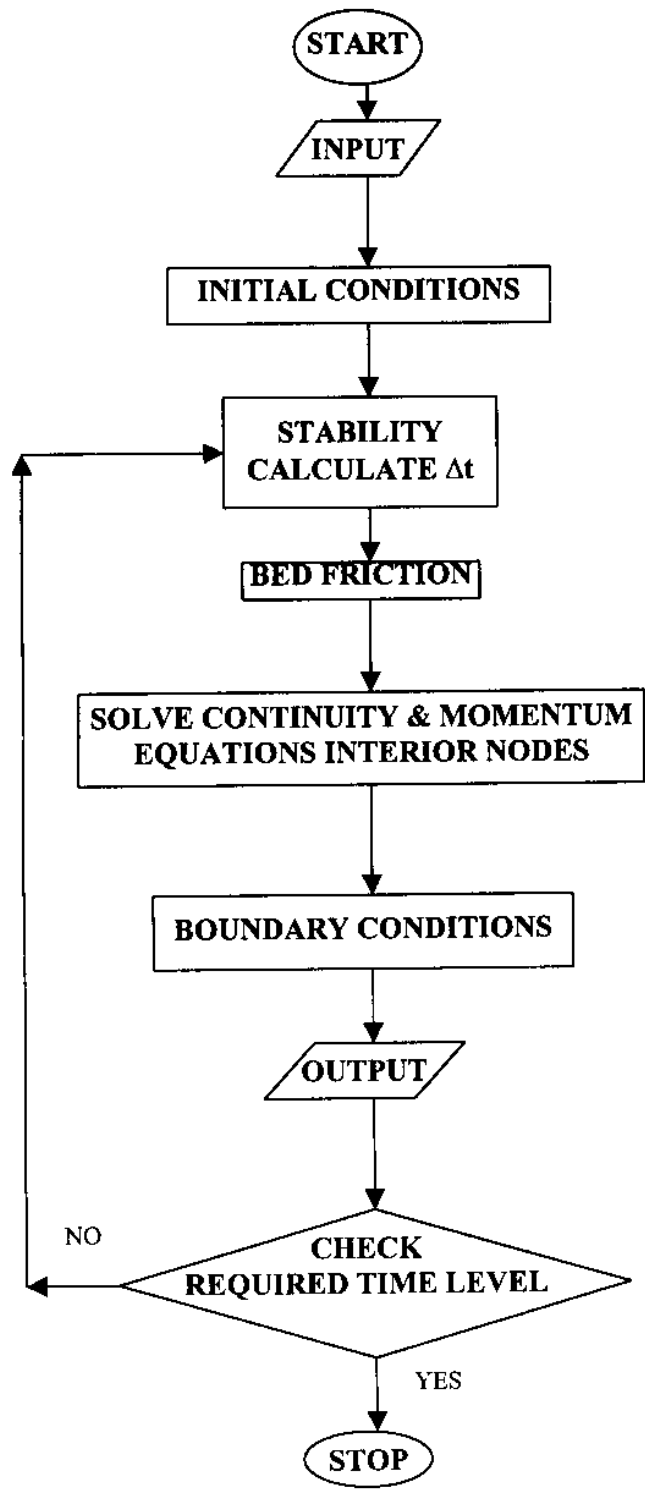 START
INPUT
INITIAL CONDITIONS
STABILITY
CALCULATE Δt
BED FRICTION
SOLVE CONTINUITY & MOMENTUM
EQUATIONS INTERIOR NODES
BOUNDARY CONDITIONS
OUTPUT
NO
CHECK
REQUIRED TIME LEVEL
YES
STOP